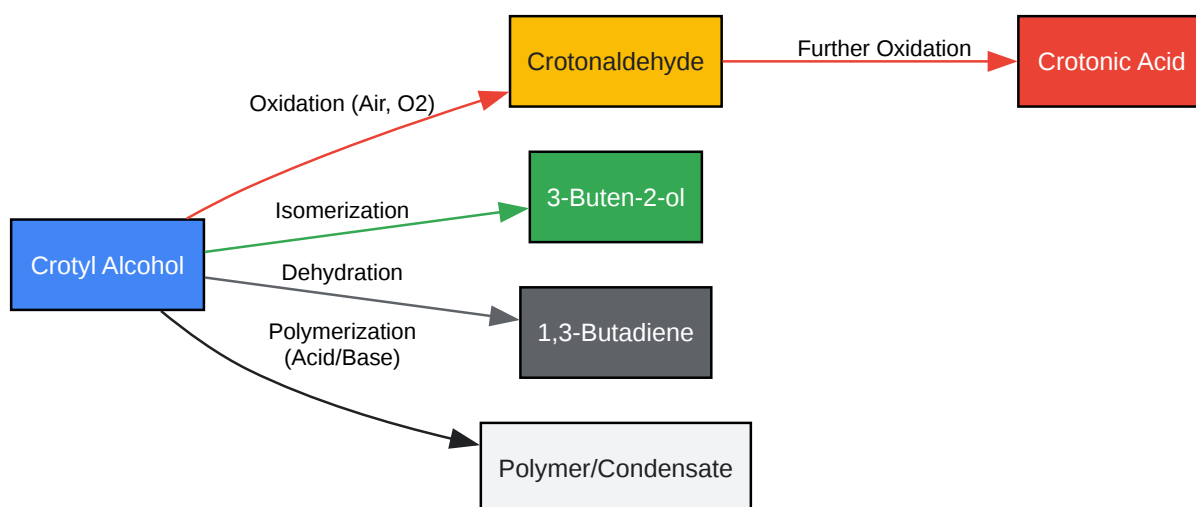 Crotonaldehyde
Further Oxidation
Crotonic Acid
Oxidation (Air, O2)
3-Buten-2-ol
Isomerization
Crotyl Alcohol
Dehydration
1,3-Butadiene
Polymerization
(Acid/Base)
Polymer/Condensate